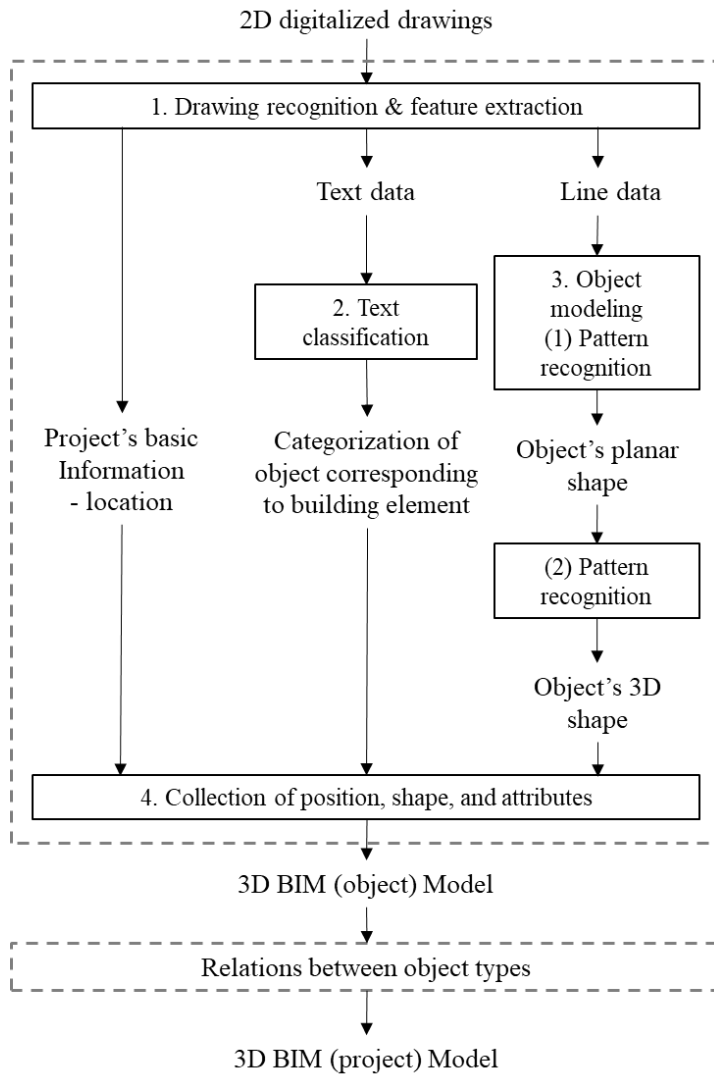 2D digitalized drawings
1. Drawing recognition & feature extraction
Text data
Line data
3. Object
modeling
(1) Pattern
recognition
2. Text
classification
Project’s basic
Information
- location
Categorization of
object corresponding
to building element
Object’s planar
shape
(2) Pattern
recognition
Object’s 3D
shape
4. Collection of position, shape, and attributes
3D BIM (object) Model
Relations between object types
3D BIM (project) Model